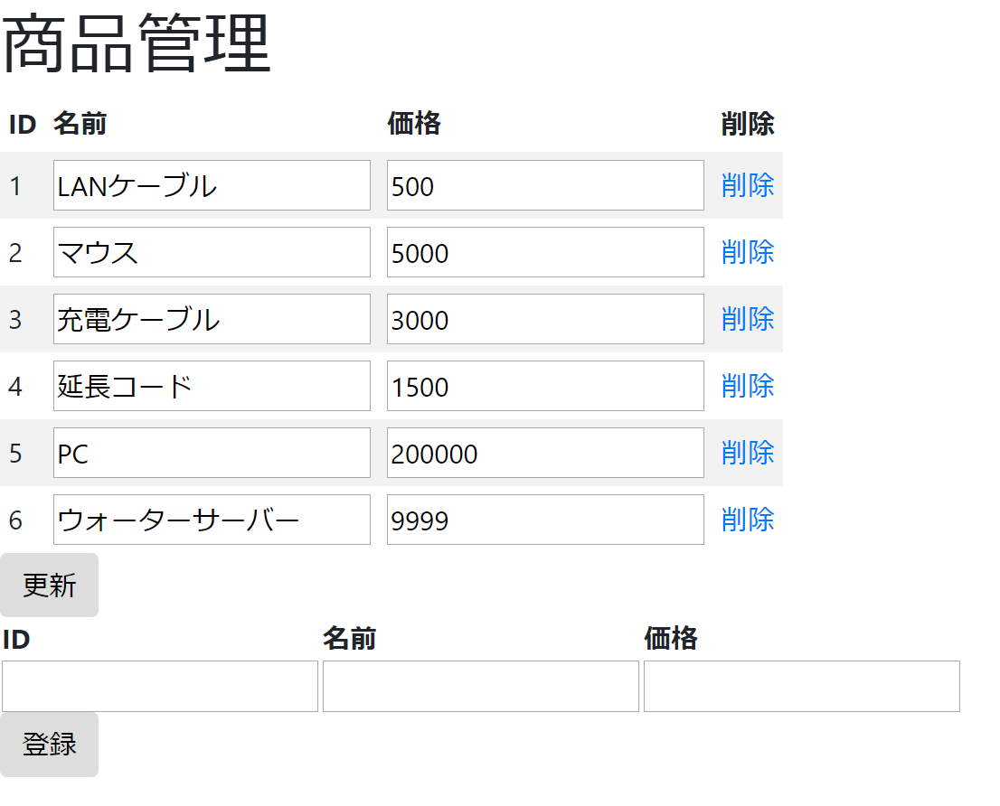 商品管理
ID 名前 価格 削除
1 LANケーブル 500 削除
2 マウス 5000 削除
3 充電ケーブル 3000 削除
4 延長コード 1500 削除
5 PC 200000 削除
6 ウォーターサーバー 9999 削除
更新
ID 名前 価格
登録